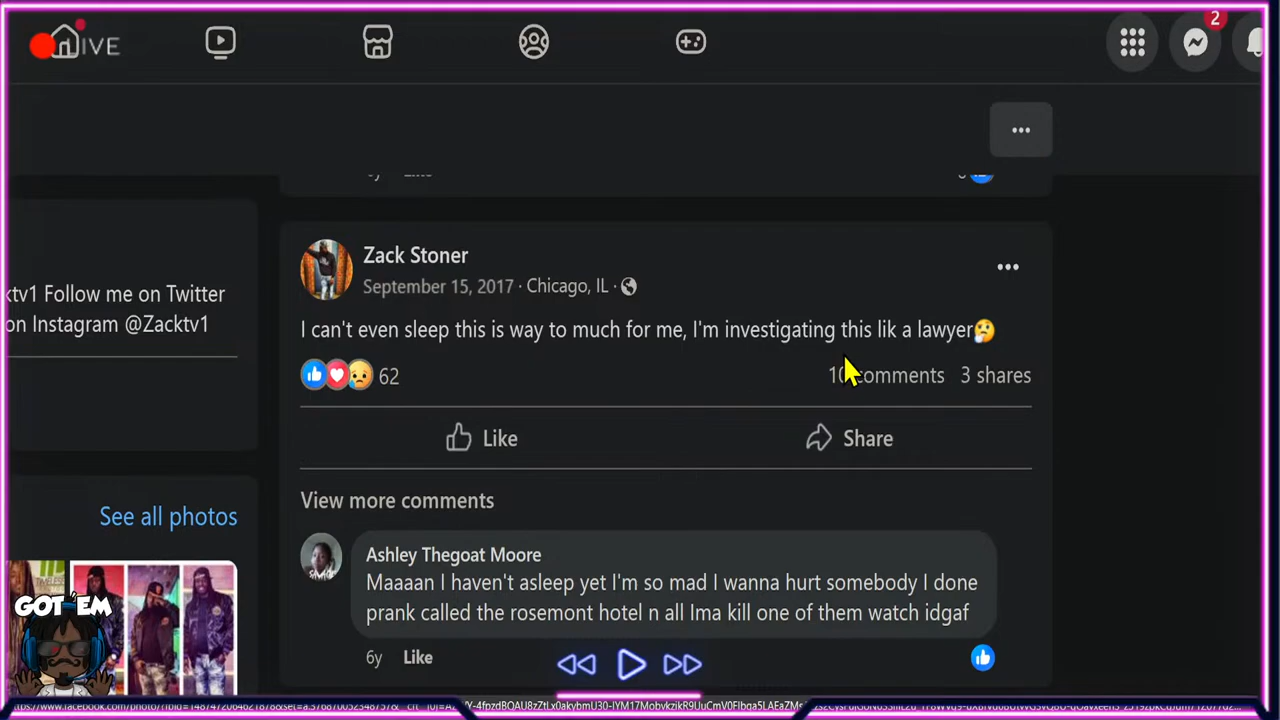 LIVE
2
Zack Stoner
September 15, 2017 · Chicago, IL ·
ktv1 Follow me on Twitter
on Instagram @Zacktv1
I can't even sleep this is way to much for me, I'm investigating this lik a lawyer
62
comments 3 shares
Like
Share
View more comments
See all photos
Ashley Thegoat Moore
Maaaan I haven't asleep yet I'm so mad I wanna hurt somebody I done
prank called the rosemont hotel n all Ima kill one of them watch idgaf
6y Like
GOT 'EM